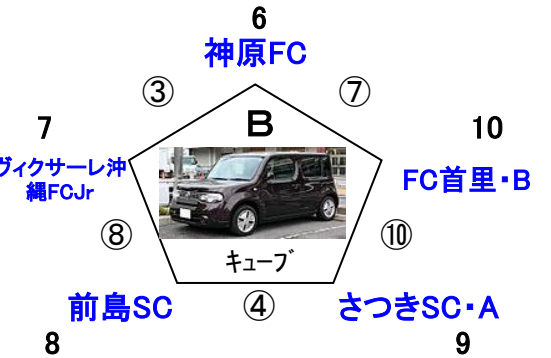 6
神原FC
③
⑦
B
7
10
ヴィクサーレ沖
縄FCJr
FC首里・B
⑧
⑩
キューブ
前島SC
④
さつきSC・A
8
9